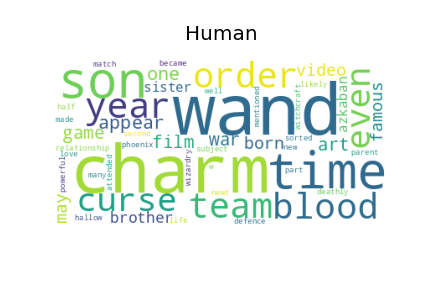 Human
match
became
son
order
video
one
sister
well
likely
half
year
wand
mentioned
witchcraft
azkaban
even
famous
made
appear
game
second
born
sorted
phoenix
film
war
new
art
relationship
subject
parent
love
many
attended
charm
wizardry
time
part
powerful
need
deathly
may
curse
team
blood
hallow
brother
life
defence